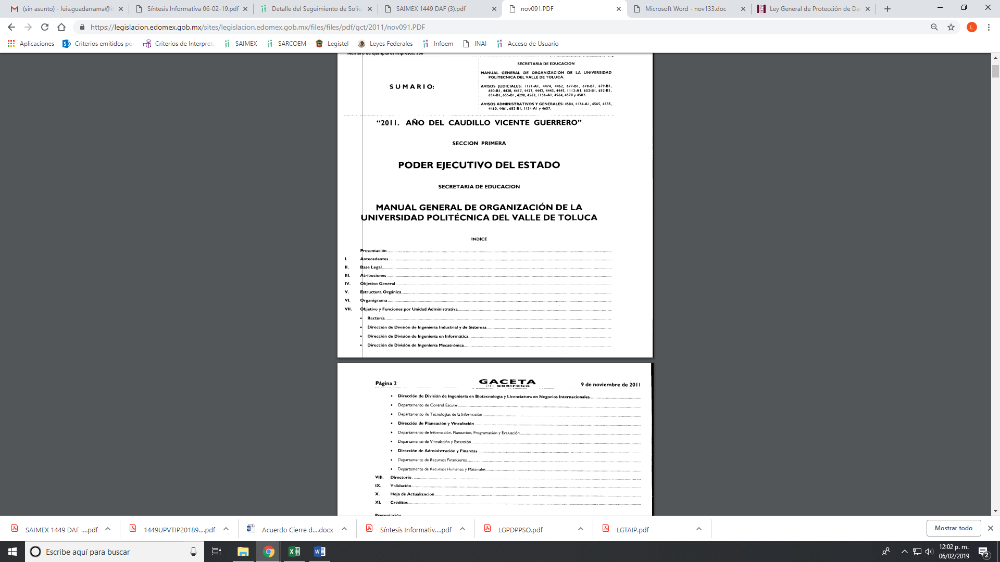 (sin asunto) - luis.guadarrama@i
Síntesis Informativa 06-02-19.pdf
Detalle del Seguimiento de Solici
SAIMEX 1449 DAF (3).pdf
nov091.PDF
Microsoft Word - nov133.doc
Ley General de Protección de Da
https://legislacion.edomex.gob.mx/sites/legislacion.edomex.gob.mx/files/files/pdf/gct/2011/nov091.PDF
L
Aplicaciones
Criterios emitidos po
Criterios de Interpret
SAIMEX
SARCOEM
Legistel
Leyes Federales
Infoem
INAI
Acceso de Usuario
Número de ejemplares impresos: 500
SUMARIO:
SECRETARIA DE EDUCACION
MANUAL GENERAL DE ORGANIZACION DE LA UNIVERSIDAD
POLITECNICA DEL VALLE DE TOLUCA.
AVISOS JUDICIALES: 1171-A1, 4474, 4462, 677-B1, 678-B1, 679-B1,
680-B1, 4428, 4417, 4427, 4442, 4443, 4445, 1112-A1, 652-B1, 653-B1,
654-B1, 655-B1, 4290, 4563, 1156-A1, 4564, 4570 y 4582.
AVISOS ADMINISTRATIVOS Y GENERALES: 4584, 1174-A1, 4565, 4585,
4460, 4461, 682-B1, 1134-A1 y 4657.
“2011. AÑO DEL CAUDILLO VICENTE GUERRERO”
SECCION PRIMERA
PODER EJECUTIVO DEL ESTADO
SECRETARIA DE EDUCACION
MANUAL GENERAL DE ORGANIZACIÓN DE LA
UNIVERSIDAD POLITÉCNICA DEL VALLE DE TOLUCA
ÍNDICE
Presentación
I. Antecedentes
II. Base Legal
III. Atribuciones
IV. Objetivo General
V. Estructura Orgánica
VI. Organigrama
VII. Objetivo y Funciones por Unidad Administrativa
• Rectoría
• Dirección de División de Ingeniería Industrial y de Sistemas
• Dirección de División de Ingeniería en Informática
• Dirección de División de Ingeniería Mecatrónica
Página 2
GACETA
DEL GOBIERNO
9 de noviembre de 2011
• Dirección de División de Ingeniería en Biotecnología y Licenciatura en Negocios Internacionales
• Departamento de Control Escolar
• Departamento de Tecnologías de la Información
• Dirección de Planeación y Vinculación
• Departamento de Información, Planeación, Programación y Evaluación
• Departamento de Vinculación y Extensión
• Dirección de Administración y Finanzas
• Departamento de Recursos Financieros
• Departamento de Recursos Humanos y Materiales
VIII. Directorio
IX. Validación
X. Hoja de Actualización
XI. Créditos
Presentación
SAIMEX 1449 DAF ....pdf
1449UPVTIP20189....pdf
Acuerdo Cierre d....docx
Síntesis Informativ....pdf
LGPDPPSO.pdf
LGTAIP.pdf
Mostrar todo
Escribe aquí para buscar
12:02 p. m.
06/02/2019
2